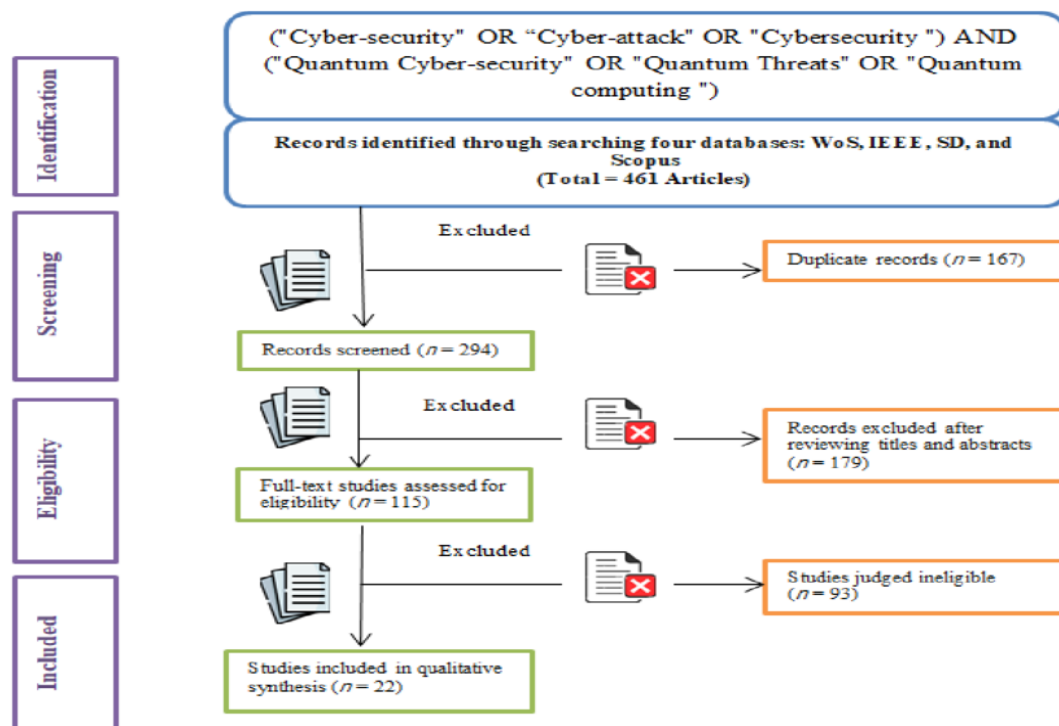 ("Cyber-security" OR “Cyber-attack" OR "Cybersecurity ") AND
("Quantum Cyber-security" OR "Quantum Threats" OR "Quantum
computing ")
Identification
Records identified through searching four databases: WoS, IEEE, SD, and
Scopus
(Total = 461 Articles)
Screening
Excluded
Duplicate records (n = 167)
Records screened (n = 294)
Eligibility
Excluded
Records excluded after
reviewing titles and abstracts
(n = 179)
Full-text studies assessed for
eligibility (n = 115)
Included
Excluded
Studies judged ineligible
(n = 93)
Studies included in qualitative
synthesis (n = 22)